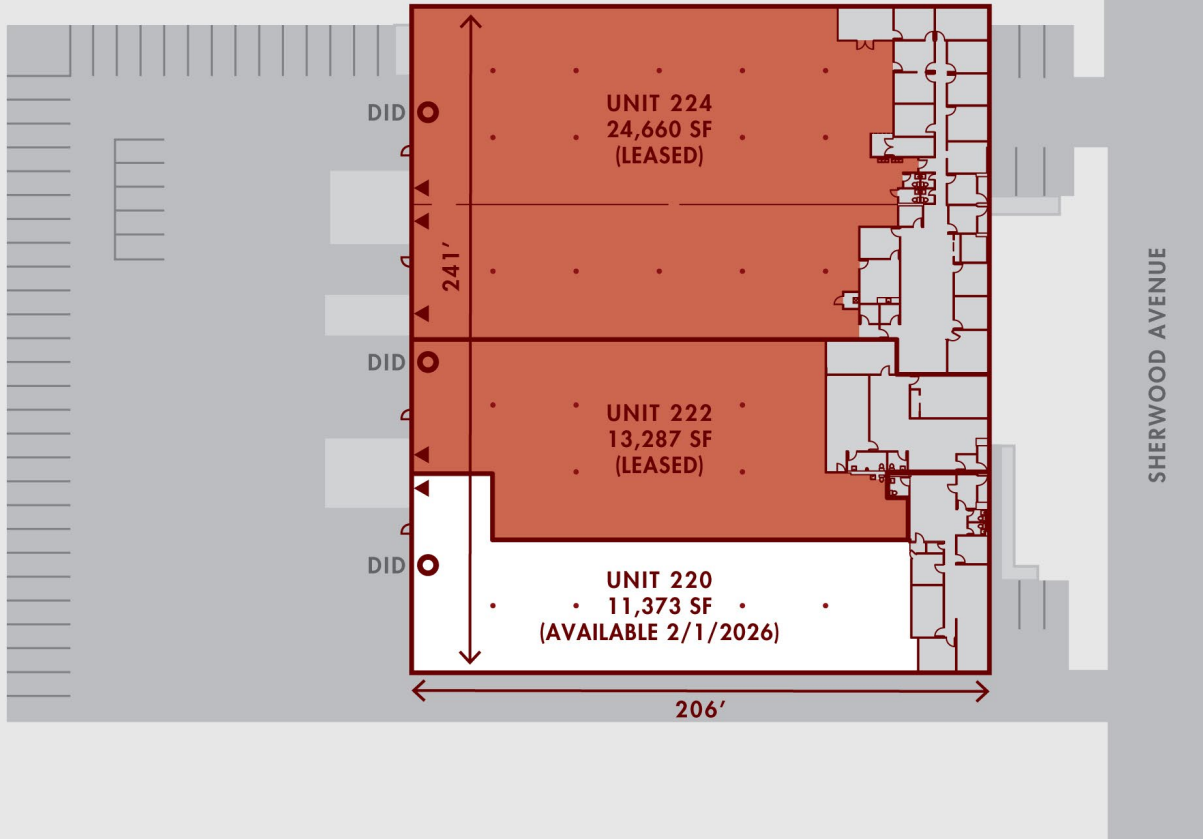 DID
UNIT 224
24,660 SF
(LEASED)
241'
DID
UNIT 222
13,287 SF
(LEASED)
DID
UNIT 220
11,373 SF
(AVAILABLE 2/1/2026)
206'
SHERWOOD AVENUE